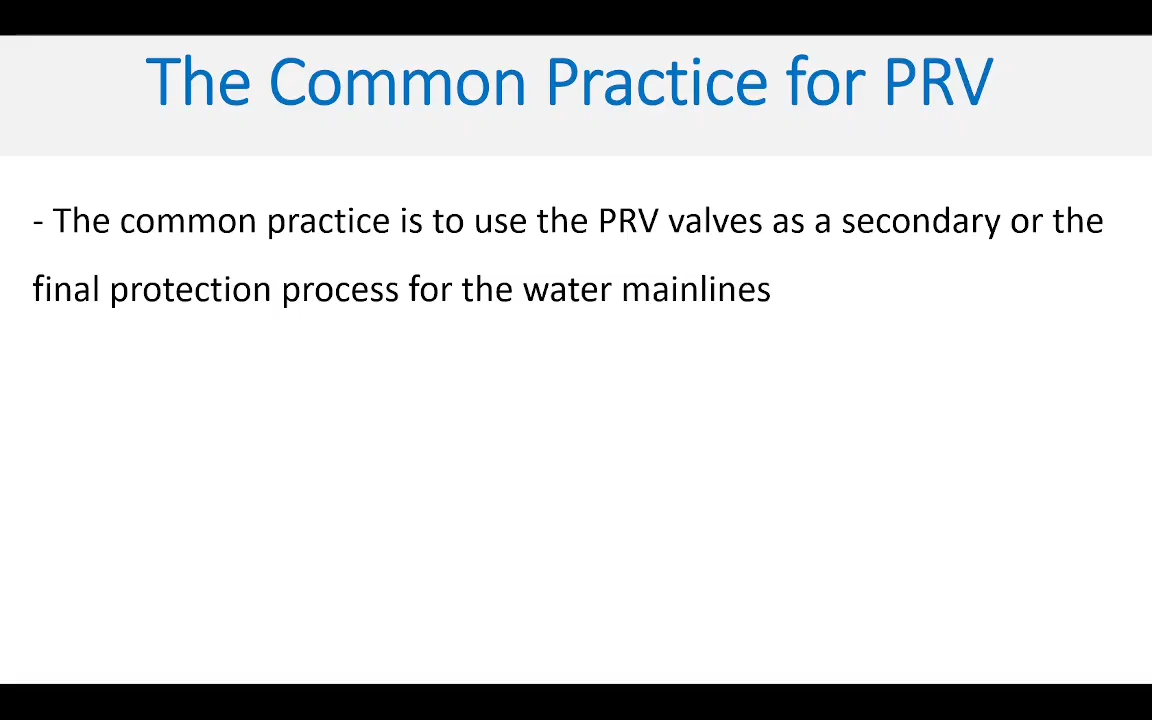 The Common Practice for PRV
- The common practice is to use the PRV valves as a secondary or the
final protection process for the water mainlines